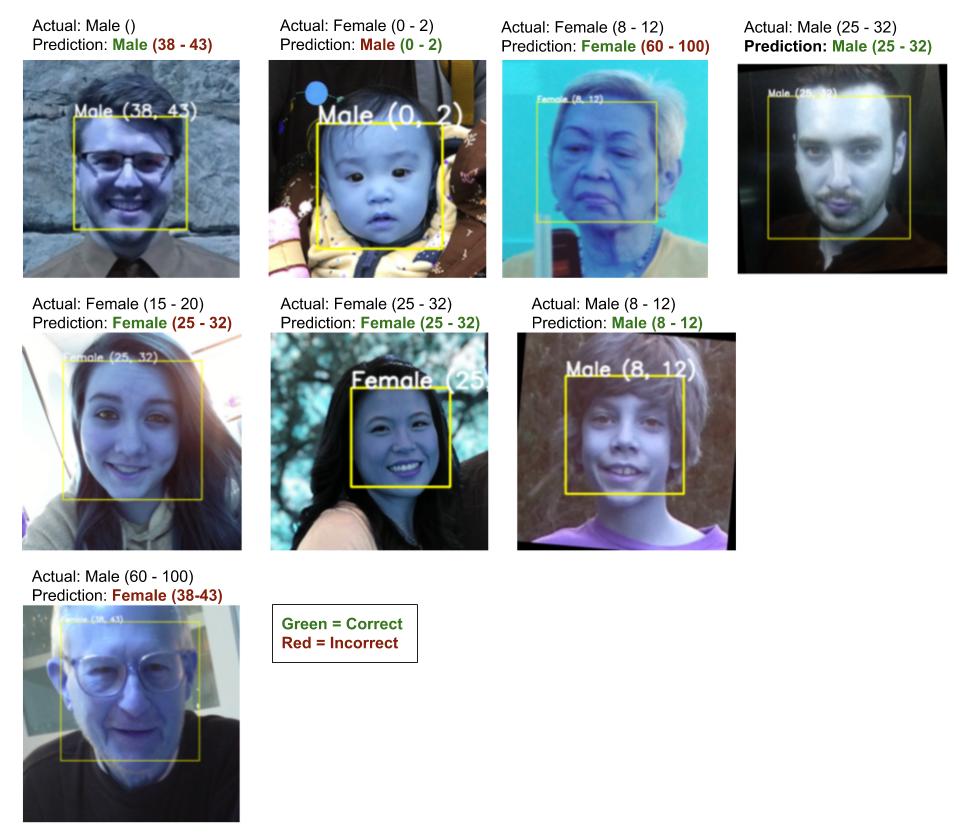 Actual: Male ()
Prediction: Male (38 - 43)
Male (38, 43)
Actual: Female (0 - 2)
Prediction: Male (0 - 2)
Male (0, 2)
Actual: Female (8 - 12)
Prediction: Female (60 - 100)
Female (8, 12)
Actual: Male (25 - 32)
Prediction: Male (25 - 32)
Male (25, 32)
Actual: Female (15 - 20)
Prediction: Female (25 - 32)
Female (25, 32)
Actual: Female (25 - 32)
Prediction: Female (25 - 32)
Female (25
Actual: Male (8 - 12)
Prediction: Male (8 - 12)
Male (8, 12)
Actual: Male (60 - 100)
Prediction: Female (38-43)
Female (38, 43)
Green = Correct
Red = Incorrect